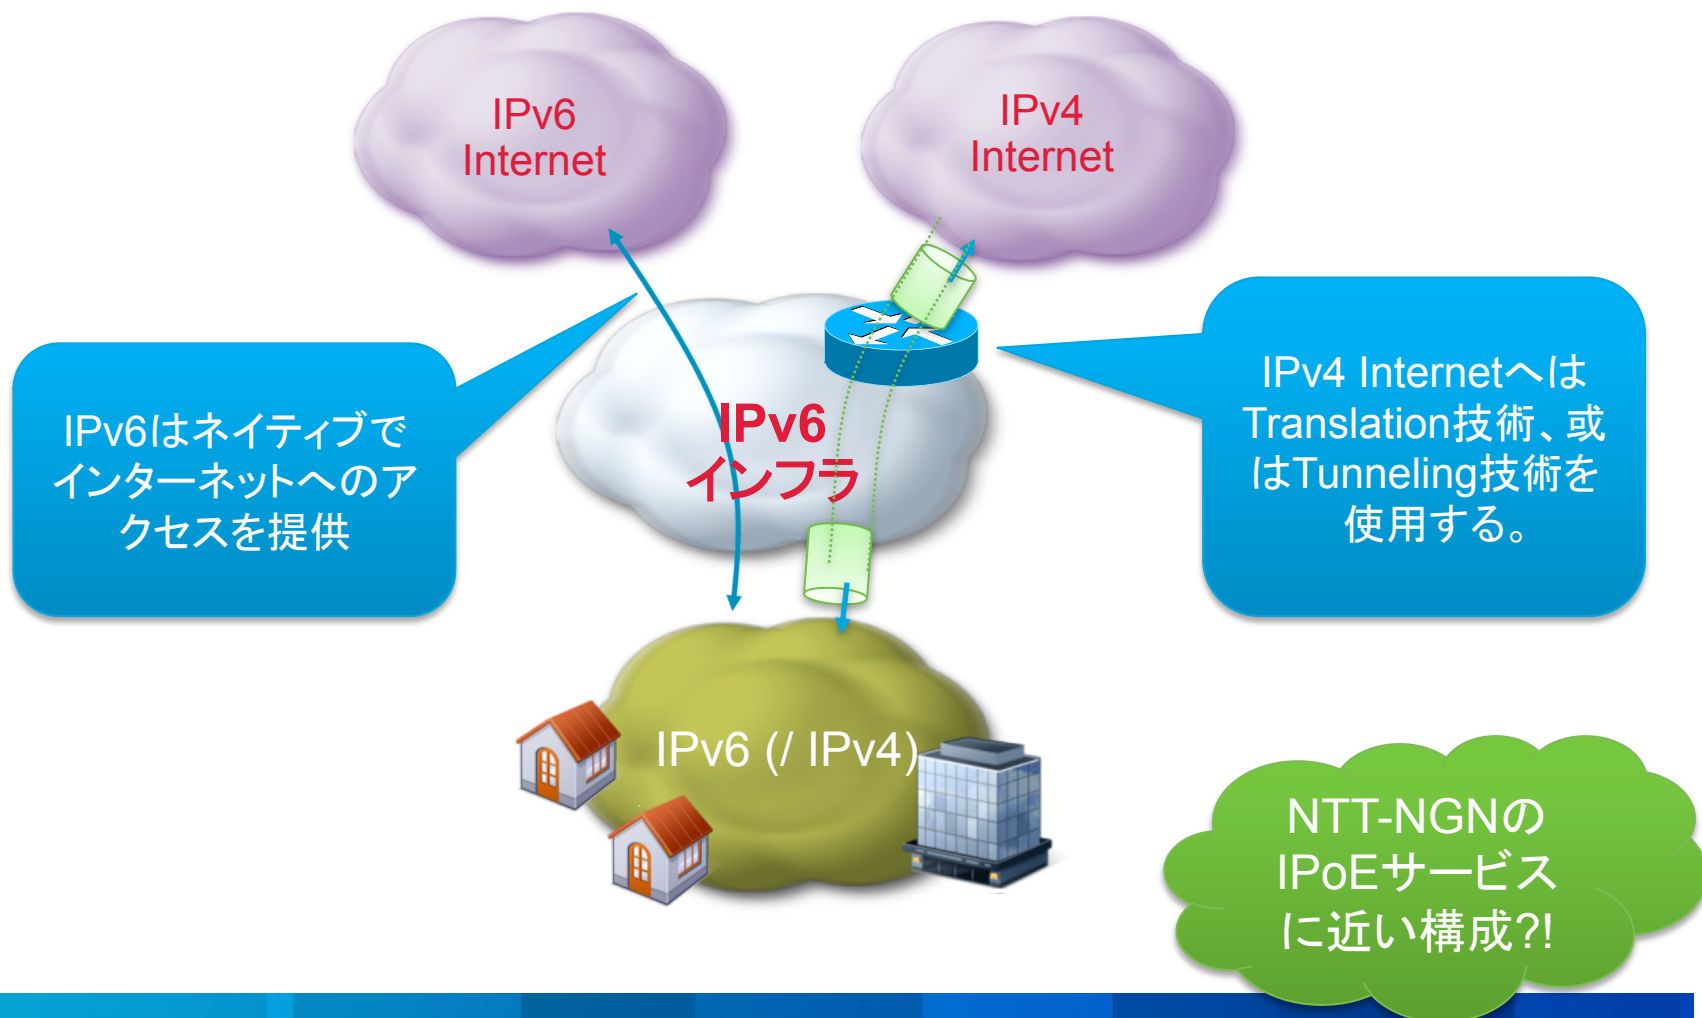 IPv6
Internet
IPv4
Internet
IPv6はネイティブで
インターネットへのア
クセスを提供
IPv6
インフラ
IPv4 Internetへは
Translation技術、或
はTunneling技術を
使用する。
IPv6 (/ IPv4)
NTT-NGNの
IPoEサービス
に近い構成?!